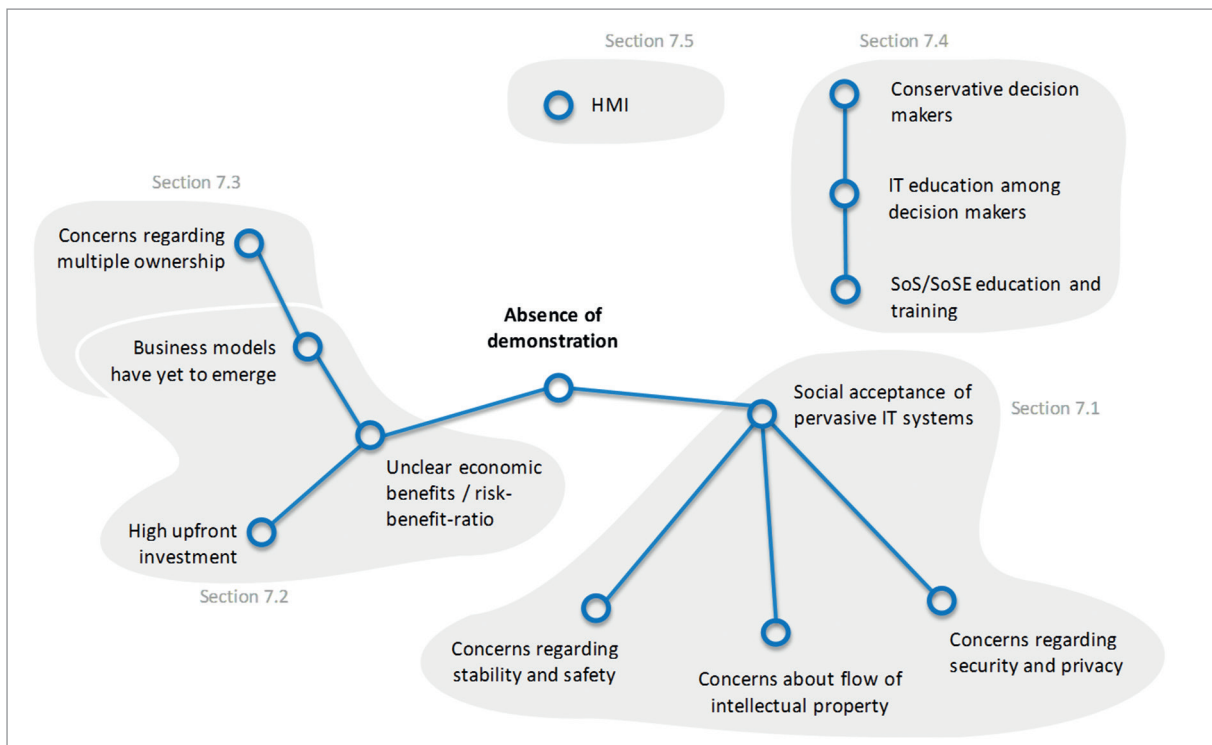 Section 7.5
Section 7.4
HMI
Conservative decision
makers
IT education among
decision makers
SoS/SoSE education and
training
Section 7.3
Concerns regarding
multiple ownership
Business models
have yet to emerge
Absence of
demonstration
Unclear economic
benefits / risk-
benefit-ratio
High upfront
investment
Section 7.2
Social acceptance of
pervasive IT systems
Section 7.1
Concerns regarding
stability and safety
Concerns about flow of
intellectual property
Concerns regarding
security and privacy